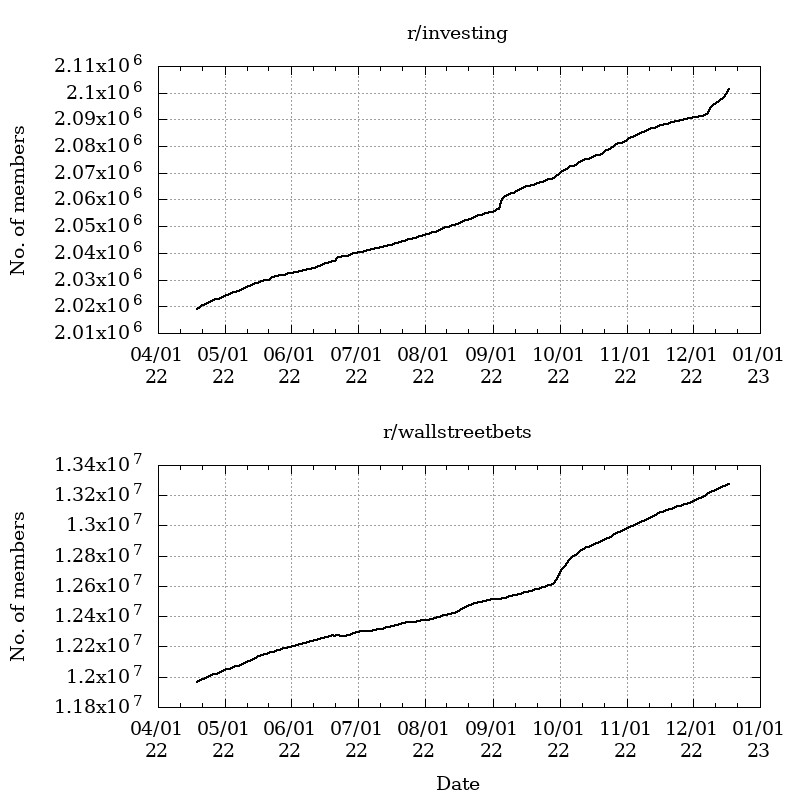 r/investing
2.11x10^6
2.1x10^6
2.09x10^6
2.08x10^6
2.07x10^6
2.06x10^6
2.05x10^6
2.04x10^6
2.03x10^6
2.02x10^6
2.01x10^6
No. of members
04/01 05/01 06/01 07/01 08/01 09/01 10/01 11/01 12/01 01/01
22 22 22 22 22 22 22 22 22 23
r/wallstreetbets
1.34x10^7
1.32x10^7
1.3x10^7
1.28x10^7
1.26x10^7
1.24x10^7
1.22x10^7
1.2x10^7
1.18x10^7
No. of members
04/01 05/01 06/01 07/01 08/01 09/01 10/01 11/01 12/01 01/01
22 22 22 22 22 22 22 22 22 23
Date